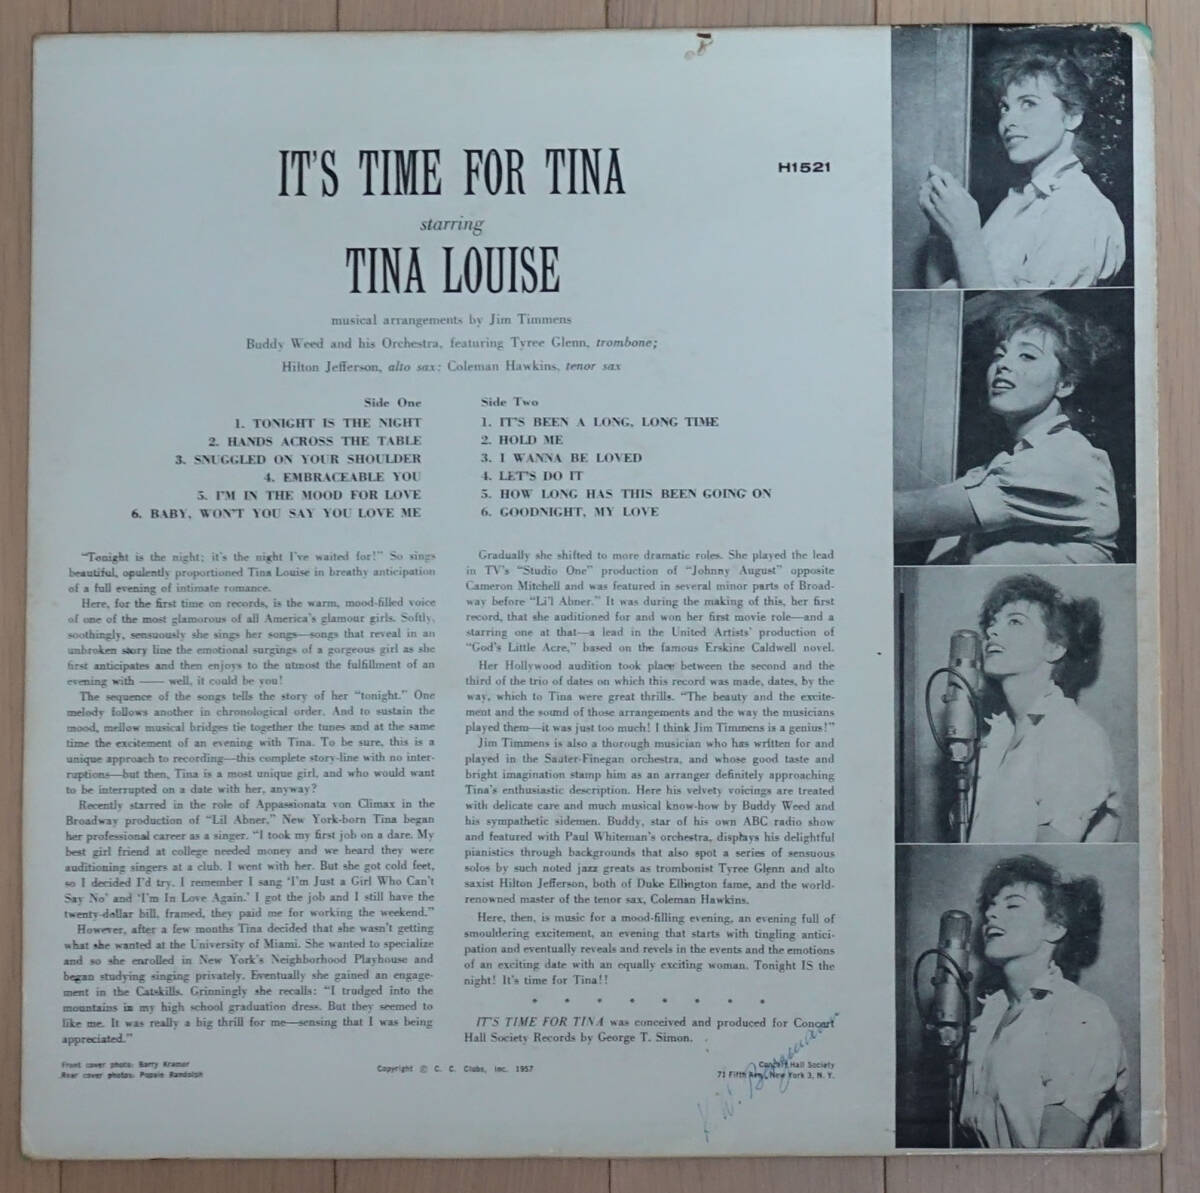 IT'S TIME FOR TINA
H1521
starring
TINA LOUISE
musical arrangements by Jim Timmens
Buddy Weed and his Orchestra, featuring Tyree Glenn, trombone;
Hilton Jefferson, alto sax; Coleman Hawkins, tenor sax
Side One
1. TONIGHT IS THE NIGHT
2. HANDS ACROSS THE TABLE
3. SNUGGLED ON YOUR SHOULDER
4. EMBRACEABLE YOU
5. I'M IN THE MOOD FOR LOVE
6. BABY, WON'T YOU SAY YOU LOVE ME
Side Two
1. IT'S BEEN A LONG, LONG TIME
2. HOLD ME
3. I WANNA BE LOVED
4. LET'S DO IT
5. HOW LONG HAS THIS BEEN GOING ON
6. GOODNIGHT, MY LOVE
"Tonight is the night; it's the night I've waited for!" So sings
beautiful, opulently proportioned Tina Louise in breathy anticipation
of a full evening of intimate romance.
Here, for the first time on records, is the warm, mood-filled voice
of one of the most glamorous of all America's glamour girls. Softly,
soothingly, sensuously she sings her songs—songs that reveal in an
unbroken story line the emotional surgings of a gorgeous girl as she
first anticipates and then enjoys to the utmost the fulfillment of an
evening with —— well, it could be you!
The sequence of the songs tells the story of her "tonight." One
melody follows another in chronological order. And to sustain the
mood, mellow musical bridges tie together the tunes and at the same
time the excitement of an evening with Tina. To be sure, this is a
unique approach to recording—this complete story-line with no inter-
ruptions—but then, Tina is a most unique girl, and who would want
to be interrupted on a date with her, anyway?
Recently starred in the role of Appassionata von Climax in the
Broadway production of "Lil Abner," New York-born Tina began
her professional career as a singer. "I took my first job on a dare. My
best girl friend at college needed money and we heard they were
auditioning singers at a club. I went with her. But she got cold feet,
so I decided I'd try. I remember I sang 'I'm Just a Girl Who Can't
Say No' and 'I'm In Love Again.' I got the job and I still have the
twenty-dollar bill, framed, they paid me for working the weekend."
However, after a few months Tina decided that she wasn't getting
what she wanted at the University of Miami. She wanted to specialize
and so she enrolled in New York's Neighborhood Playhouse and
began studying singing privately. Eventually she gained an engage-
ment in the Catskills. Grinningly she recalls: "I trudged into the
mountains in my high school graduation dress. But they seemed to
like me. It was really a big thrill for me—sensing that I was being
appreciated."
Gradually she shifted to more dramatic roles. She played the lead
in TV's "Studio One" production of "Johnny August" opposite
Cameron Mitchell and was featured in several minor parts of Broad-
way before "Li'l Abner." It was during the making of this, her first
record, that she auditioned for and won her first movie role—and a
starring one at that—a lead in the United Artists' production of
"God's Little Acre," based on the famous Erskine Caldwell novel.
Her Hollywood audition took place between the second and the
third of the trio of dates on which this record was made, dates, by the
way, which to Tina were great thrills. "The beauty and the excite-
ment and the sound of those arrangements and the way the musicians
played them—it was just too much! I think Jim Timmens is a genius!"
Jim Timmens is also a thorough musician who has written for and
played in the Sauter-Finegan orchestra, and whose good taste and
bright imagination stamp him as an arranger definitely approaching
Tina's enthusiastic description. Here his velvety voicings are treated
with delicate care and much musical know-how by Buddy Weed and
his sympathetic sidemen. Buddy, star of his own ABC radio show
and featured with Paul Whiteman's orchestra, displays his delightful
pianistics through backgrounds that also spot a series of sensuous
solos by such noted jazz greats as trombonist Tyree Glenn and alto
saxist Hilton Jefferson, both of Duke Ellington fame, and the world-
renowned master of the tenor sax, Coleman Hawkins.
Here, then, is music for a mood-filling evening, an evening full of
smouldering excitement, an evening that starts with tingling antici-
pation and eventually reveals and revels in the events and the emotions
of an exciting date with an equally exciting woman. Tonight IS the
night! It's time for Tina!!
* * * * * * * *
IT'S TIME FOR TINA was conceived and produced for Concert
Hall Society Records by George T. Simon.
Front cover photo: Barry Kramer
Rear cover photos: Popsie Randolph
Copyright © C. C. Clubs, Inc. 1957
Concert Hall Society
71 Fifth Ave., New York 3, N. Y.